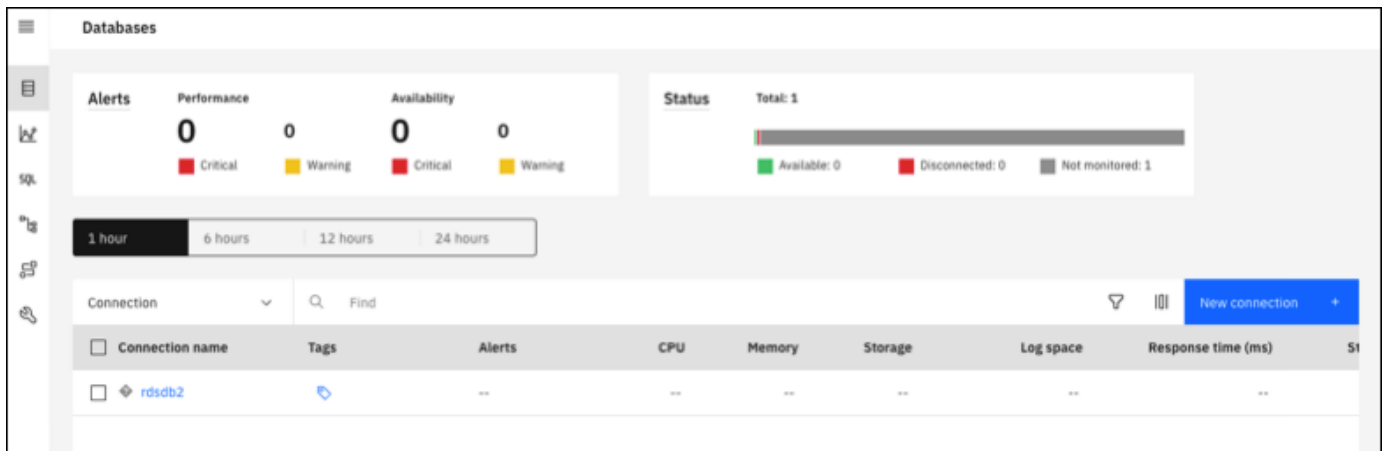 Databases
Alerts
Performance
Availability
0
0
0
0
Critical
Warning
Critical
Warning
Status
Total: 1
Available: 0
Disconnected: 0
Not monitored: 1
SQL
1 hour
6 hours
12 hours
24 hours
Connection
Find
New connection +
Connection name
Tags
Alerts
CPU
Memory
Storage
Log space
Response time (ms)
St
rdsdb2
--
--
--
--
--
--